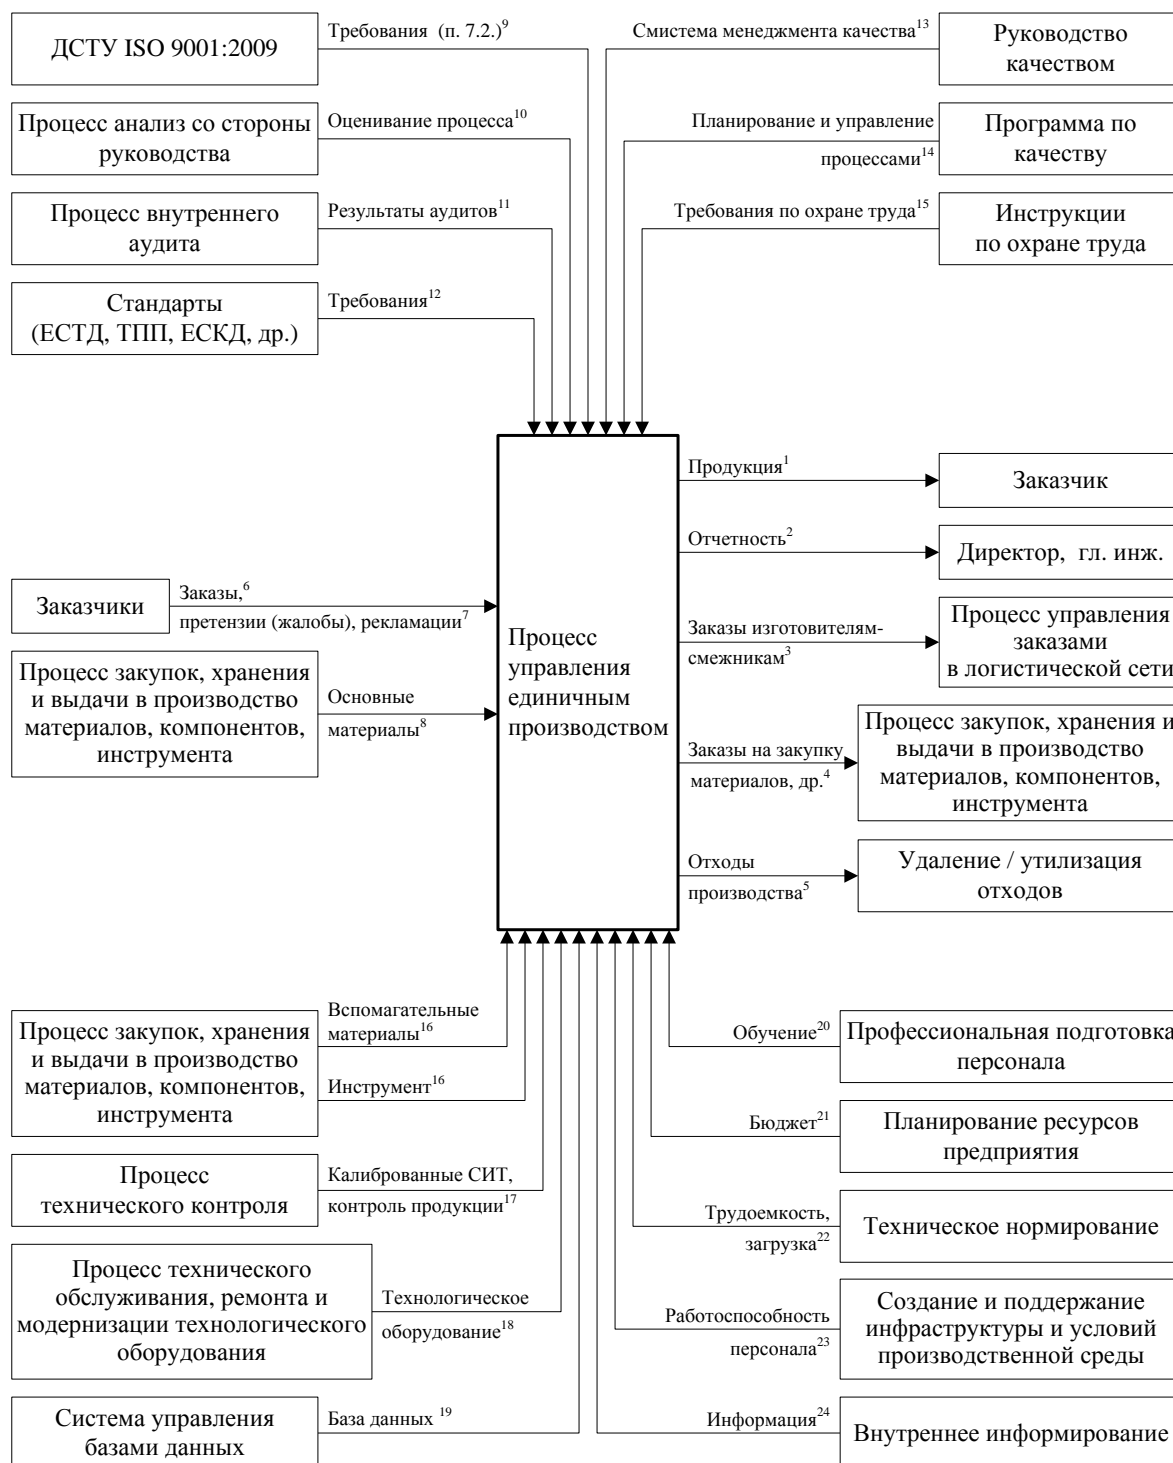 ДСТУ ISO 9001:2009
Требования (п. 7.2.)⁹
Процесс анализ со стороны
руководства
Оценивание процесса¹⁰
Процесс внутреннего
аудита
Результаты аудитов¹¹
Стандарты
(ЕСТД, ТПП, ЕСКД, др.)
Требования¹²
Смистема менеджмента качества¹³
Руководство
качеством
Планирование и управление
процессами¹⁴
Программа по
качеству
Требования по охране труда¹⁵
Инструкции
по охране труда
Заказчики
Заказы,⁶
претензии (жалобы), рекламации⁷
Процесс закупок, хранения
и выдачи в производство
материалов, компонентов,
инструмента
Основные
материалы⁸
Процесс
управления
единичным
производством
Продукция¹
Заказчик
Отчетность²
Директор, гл. инж.
Заказы изготовителям-
смежникам³
Процесс управления
заказами
в логистической сети
Заказы на закупку
материалов, др.⁴
Процесс закупок, хранения и
выдачи в производство
материалов, компонентов,
инструмента
Отходы
производства⁵
Удаление / утилизация
отходов
Процесс закупок, хранения
и выдачи в производство
материалов, компонентов,
инструмента
Вспомагательные
материалы¹⁶
Инструмент¹⁶
Процесс
технического контроля
Калиброванные СИТ,
контроль продукции¹⁷
Процесс технического
обслуживания, ремонта и
модернизации технологического
оборудования
Технологическое
оборудование¹⁸
Система управления
базами данных
База данных ¹⁹
Обучение²⁰
Профессиональная подготовка
персонала
Бюджет²¹
Планирование ресурсов
предприятия
Трудоемкость,
загрузка²²
Техническое нормирование
Работоспособность
персонала²³
Создание и поддержание
инфраструктуры и условий
производственной среды
Информация²⁴
Внутреннее информирование